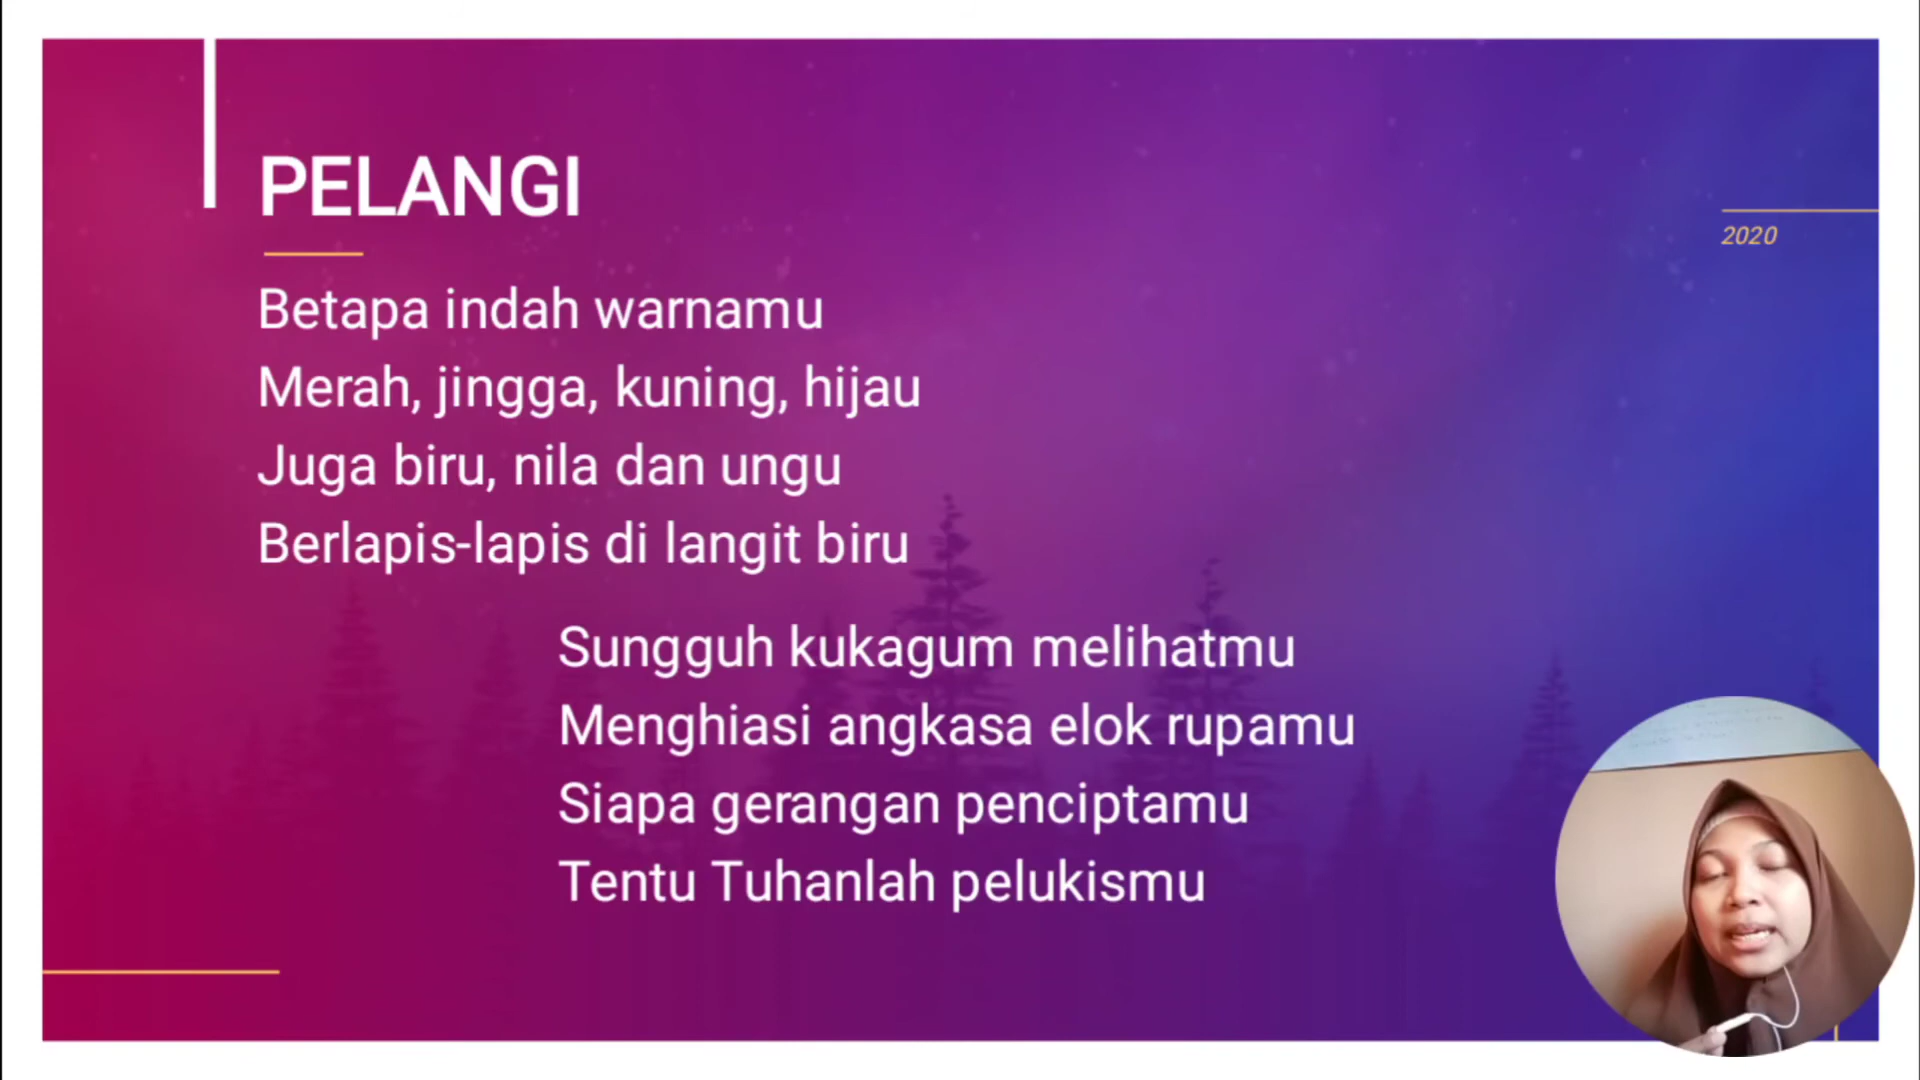 PELANGI
2020
Betapa indah warnamu
Merah, jingga, kuning, hijau
Juga biru, nila dan ungu
Berlapis-lapis di langit biru
Sungguh kukagum melihatmu
Menghiasi angkasa elok rupamu
Siapa gerangan penciptamu
Tentu Tuhanlah pelukismu